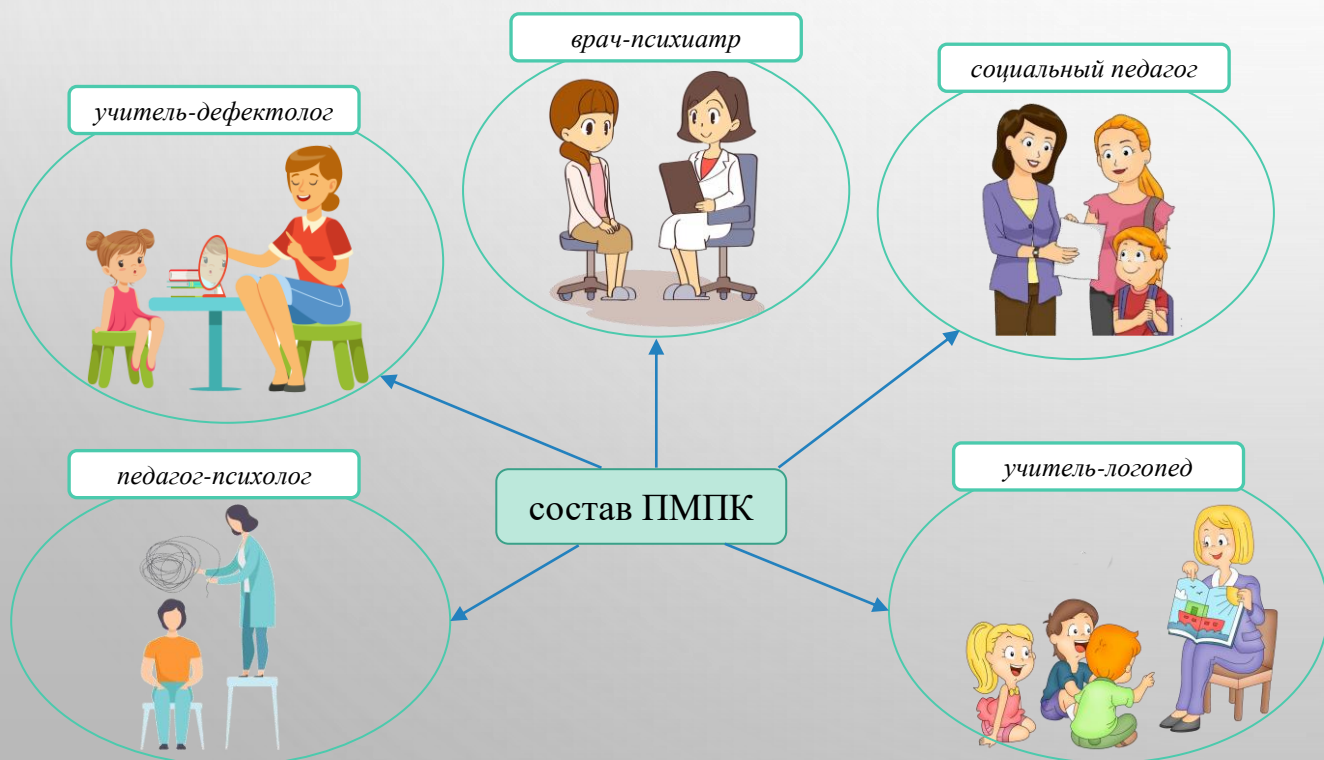 врач-психиатр
социальный педагог
учитель-дефектолог
педагог-психолог
состав ПМПК
учитель-логопед